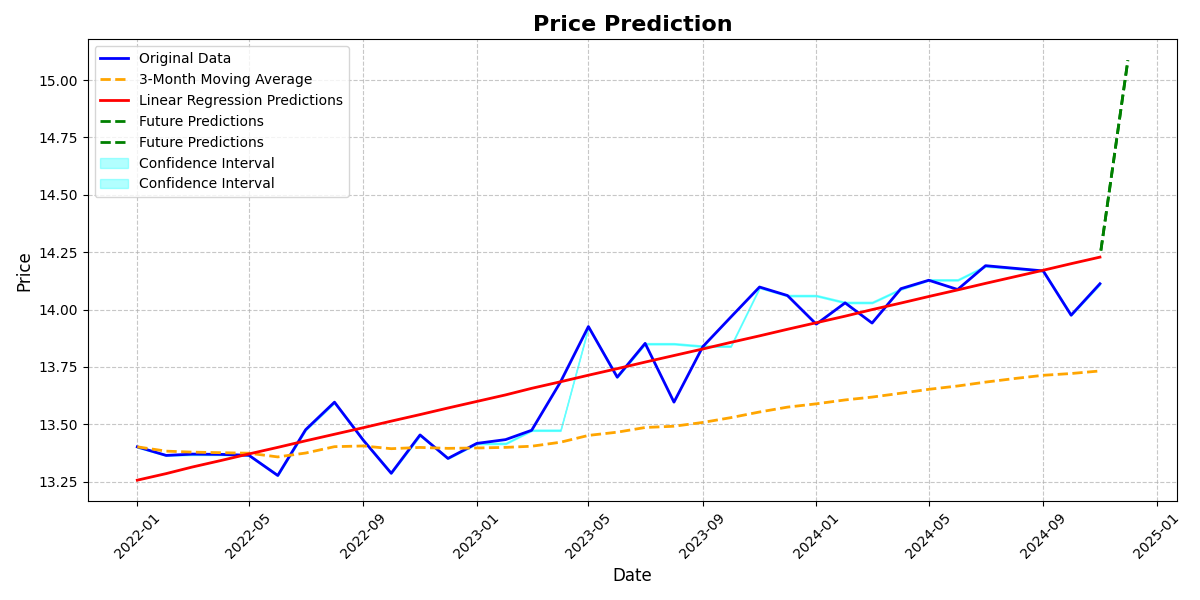 Price Prediction
Original Data
3-Month Moving Average
Linear Regression Predictions
Future Predictions
Future Predictions
Confidence Interval
Confidence Interval
Price
15.00
14.75
14.50
14.25
14.00
13.75
13.50
13.25
2022-01
2022-05
2022-09
2023-01
2023-05
2023-09
2024-01
2024-05
2024-09
2025-01
Date